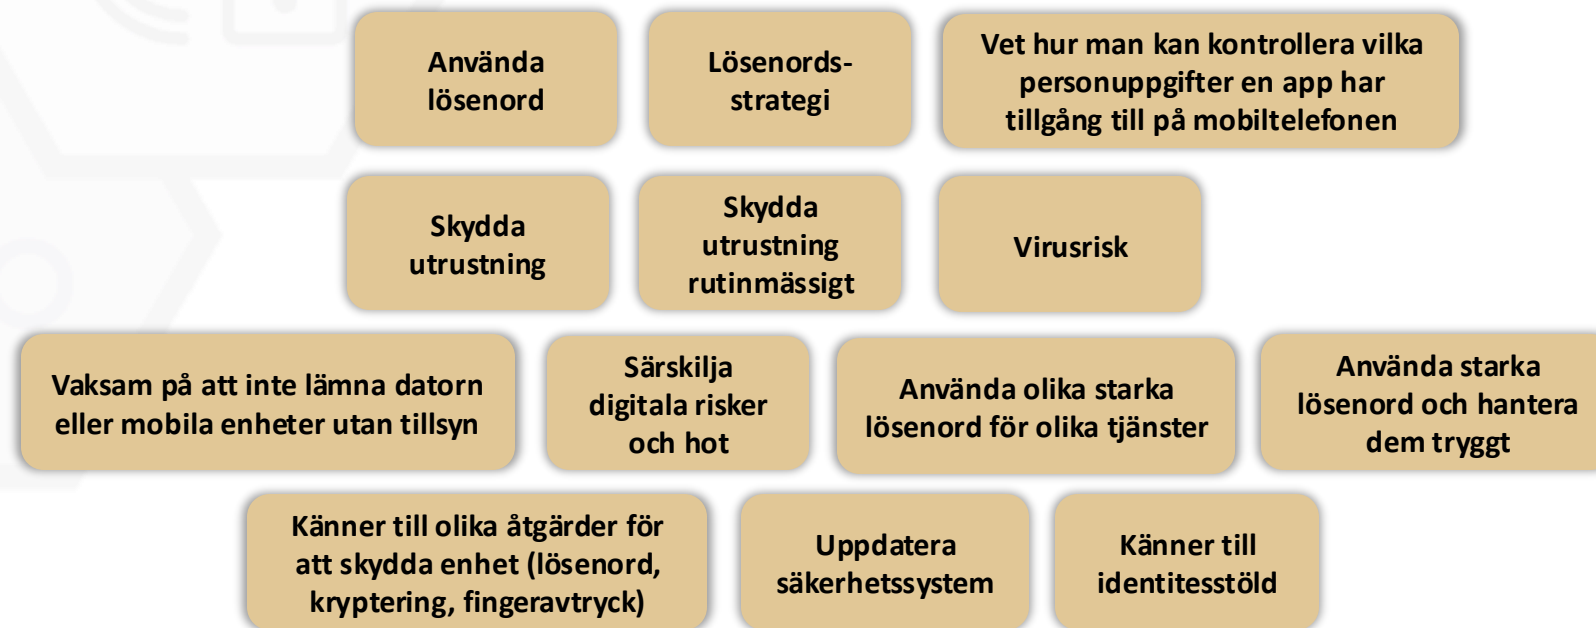 Använda
lösenord
Lösenords-
strategi
Vet hur man kan kontrollera vilka
personuppgifter en app har
tillgång till på mobiltelefonen
Skydda
utrustning
Skydda
utrustning
rutinmässigt
Virusrisk
Vaksam på att inte lämna datorn
eller mobila enheter utan tillsyn
Särskilja
digitala risker
och hot
Använda olika starka
lösenord för olika tjänster
Använda starka
lösenord och hantera
dem tryggt
Känner till olika åtgärder för
att skydda enhet (lösenord,
kryptering, fingeravtryck)
Uppdatera
säkerhetssystem
Känner till
identitesstöld